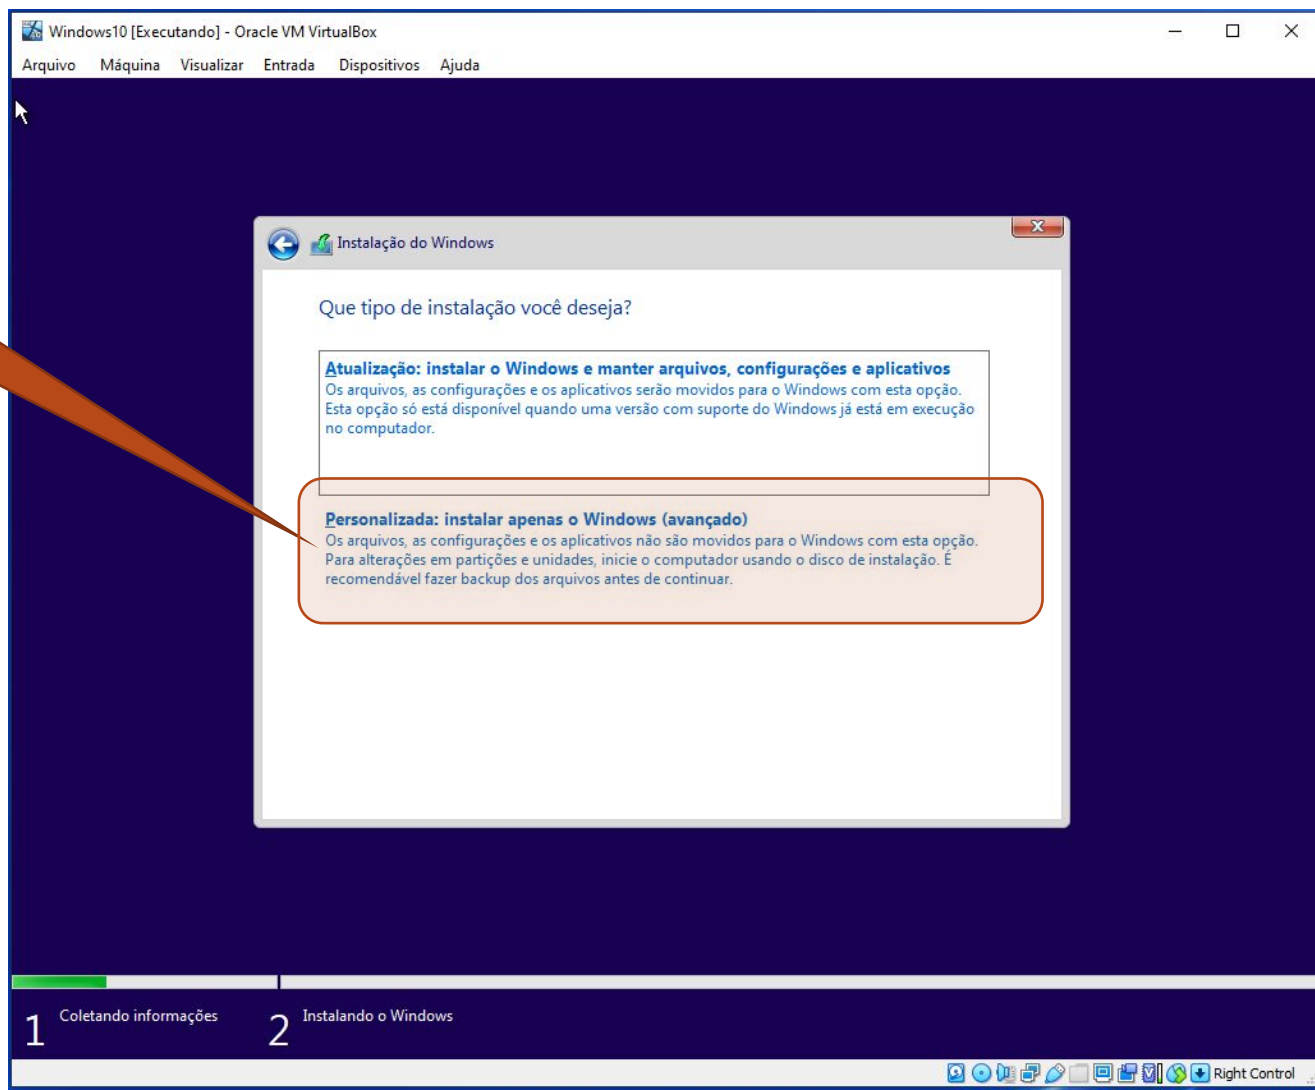 Windows10 [Executando] - Oracle VM VirtualBox
Arquivo Máquina Visualizar Entrada Dispositivos Ajuda
Instalação do Windows
Que tipo de instalação você deseja?
Atualização: instalar o Windows e manter arquivos, configurações e aplicativos
Os arquivos, as configurações e os aplicativos serão movidos para o Windows com esta opção.
Esta opção só está disponível quando uma versão com suporte do Windows já está em execução
no computador.
Personalizada: instalar apenas o Windows (avançado)
Os arquivos, as configurações e os aplicativos não são movidos para o Windows com esta opção.
Para alterações em partições e unidades, inicie o computador usando o disco de instalação. É
recomendável fazer backup dos arquivos antes de continuar.
1 Coletando informações 2 Instalando o Windows
Right Control